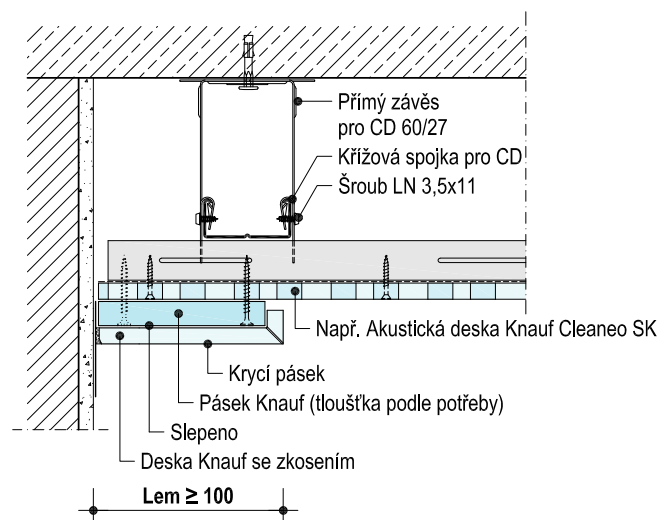 Přímý závěs
pro CD 60/27
Křížová spojka pro CD
Šroub LN 3,5x11
Např. Akustická deska Knauf Cleaneo SK
Krycí pásek
Pásek Knauf (tloušťka podle potřeby)
Slepeno
Deska Knauf se zkosením
Lem ≥ 100